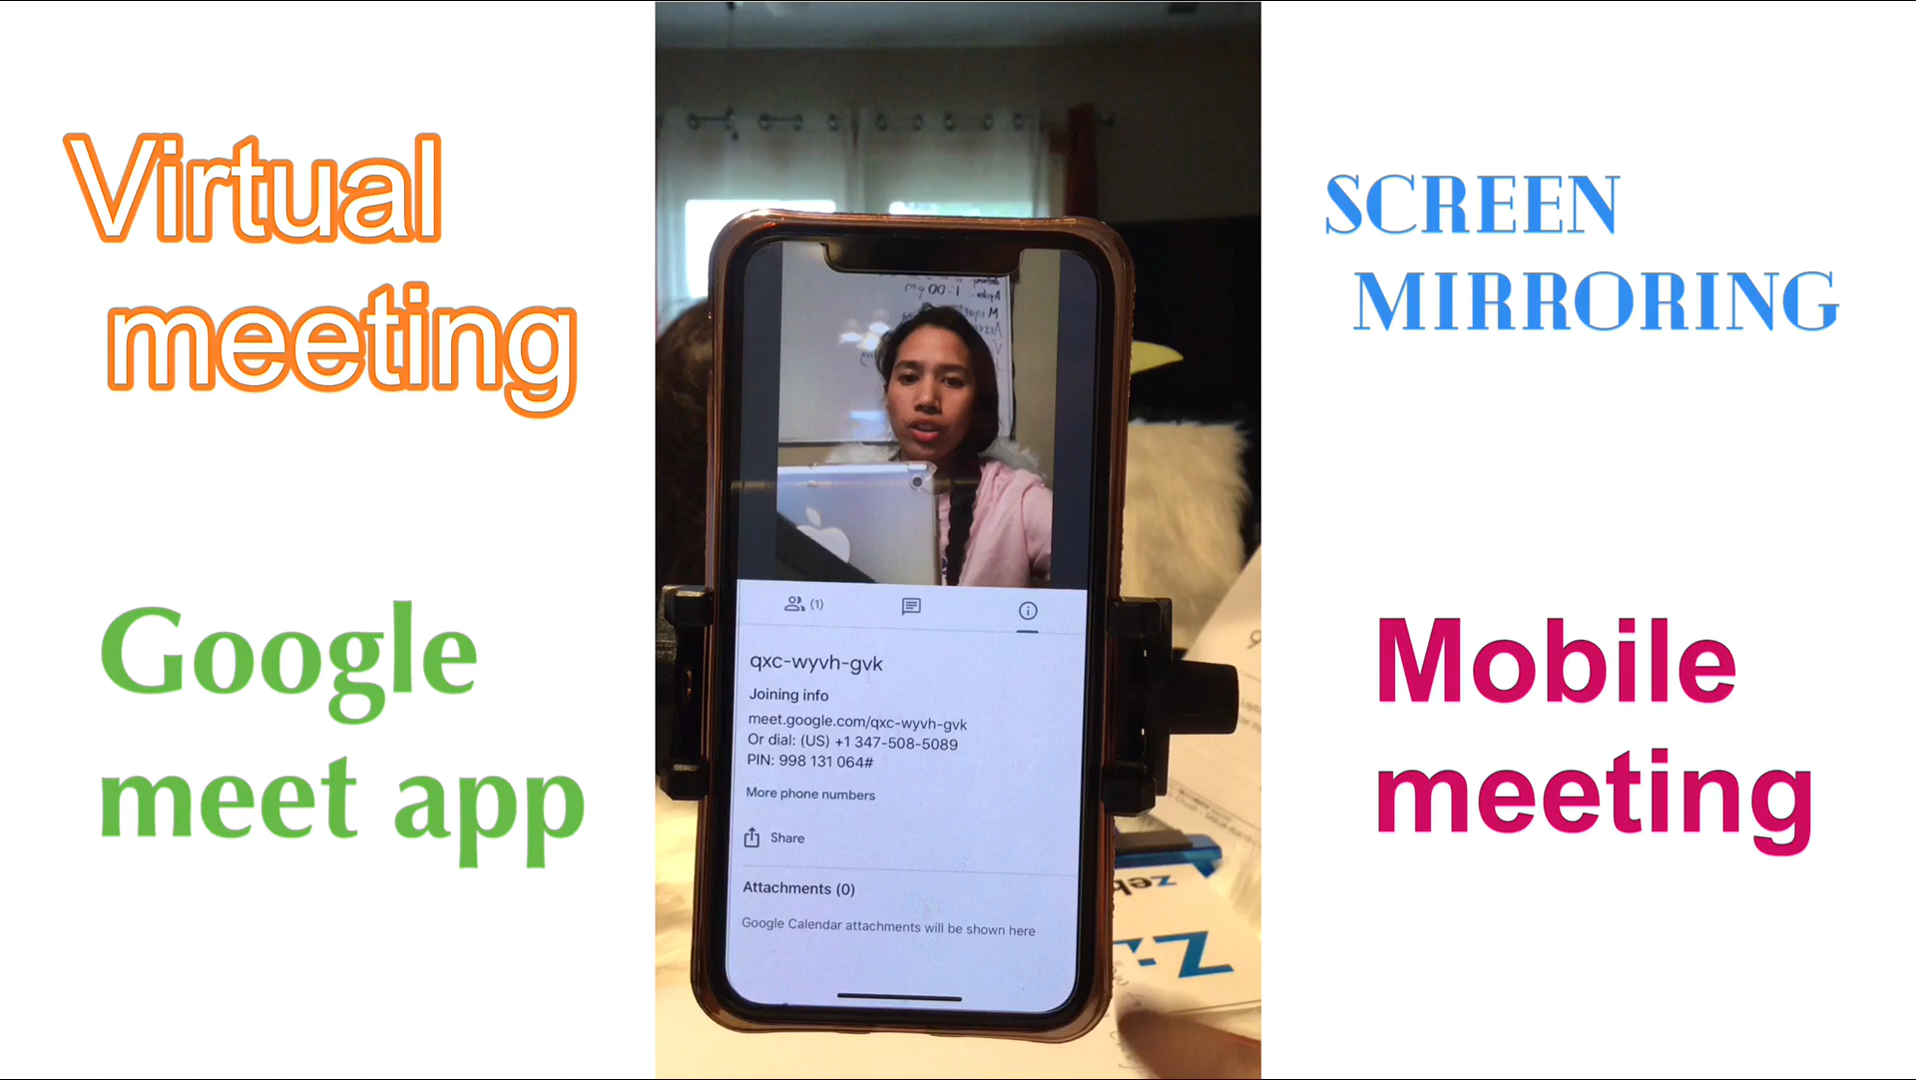 Virtual
meeting
Google
meet app
SCREEN
MIRRORING
Mobile
meeting
1:00
(1)
qxc-wyvh-gvk
Joining info
meet.google.com/qxc-wyvh-gvk
Or dial: (US) +1 347-508-5089
PIN: 998 131 064#
More phone numbers
Share
Attachments (0)
Google Calendar attachments will be shown here